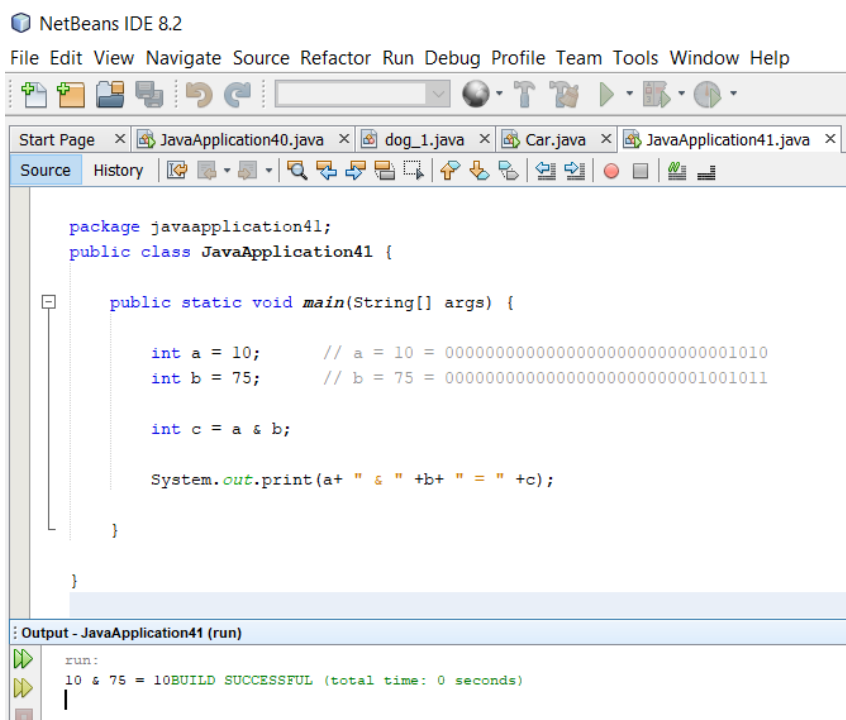 NetBeans IDE 8.2
File Edit View Navigate Source Refactor Run Debug Profile Team Tools Window Help
Start Page JavaApplication40.java dog_1.java Car.java JavaApplication41.java
Source History
package javaapplication41;
public class JavaApplication41 {
public static void main(String[] args) {
int a = 10; // a = 10 = 00000000000000000000000000001010
int b = 75; // b = 75 = 00000000000000000000000001001011
int c = a & b;
System.out.print(a+ " & " +b+ " = " +c);
}
}
Output - JavaApplication41 (run)
run:
10 & 75 = 10BUILD SUCCESSFUL (total time: 0 seconds)